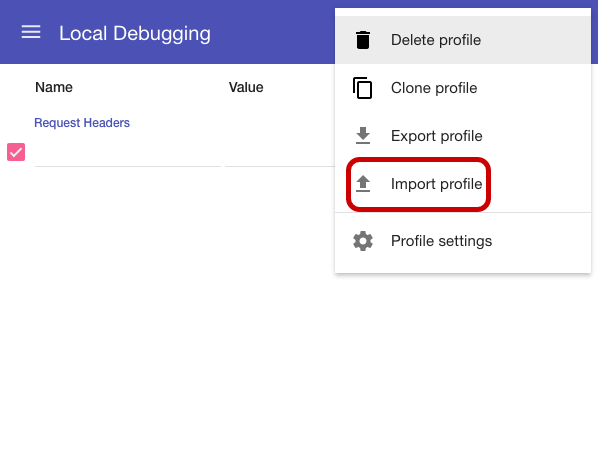 Local Debugging
Delete profile
Name
Value
Clone profile
Request Headers
Export profile
Import profile
Profile settings